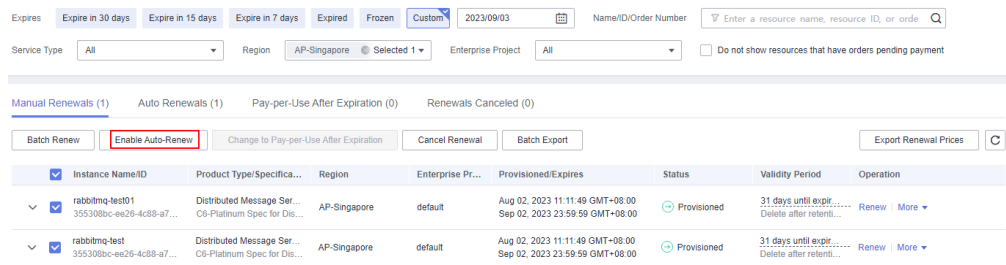 Expires Expire in 30 days Expire in 15 days Expire in 7 days Expired Frozen Custom 2023/09/03 Name/ID/Order Number Enter a resource name, resource ID, or orde
Service Type All Region AP-Singapore Selected 1 Enterprise Project All Do not show resources that have orders pending payment
Manual Renewals (1) Auto Renewals (1) Pay-per-Use After Expiration (0) Renewals Canceled (0)
Batch Renew Enable Auto-Renew Change to Pay-per-Use After Expiration Cancel Renewal Batch Export Export Renewal Prices
Instance Name/ID Product Type/Specifica... Region Enterprise Pr... Provisioned/Expires Status Validity Period Operation
rabbitmq-test01 Distributed Message Ser... AP-Singapore default Aug 02, 2023 11:11:49 GMT+08:00 Provisioned 31 days until expir... Renew More
355308bc-ee26-4c88-a7... C6-Platinum Spec for Dis... Sep 02, 2023 23:59:59 GMT+08:00 Delete after retenti...
rabbitmq-test Distributed Message Ser... AP-Singapore default Aug 02, 2023 11:11:49 GMT+08:00 Provisioned 31 days until expir... Renew More
355308bc-ee26-4c88-a7... C6-Platinum Spec for Dis... Sep 02, 2023 23:59:59 GMT+08:00 Delete after retenti...